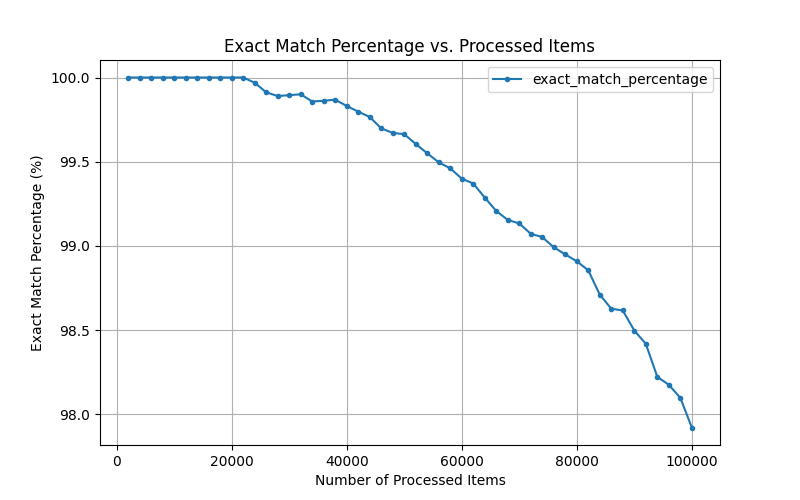 Exact Match Percentage vs. Processed Items
exact_match_percentage
Exact Match Percentage (%)
100.0
99.5
99.0
98.5
98.0
0 20000 40000 60000 80000 100000
Number of Processed Items